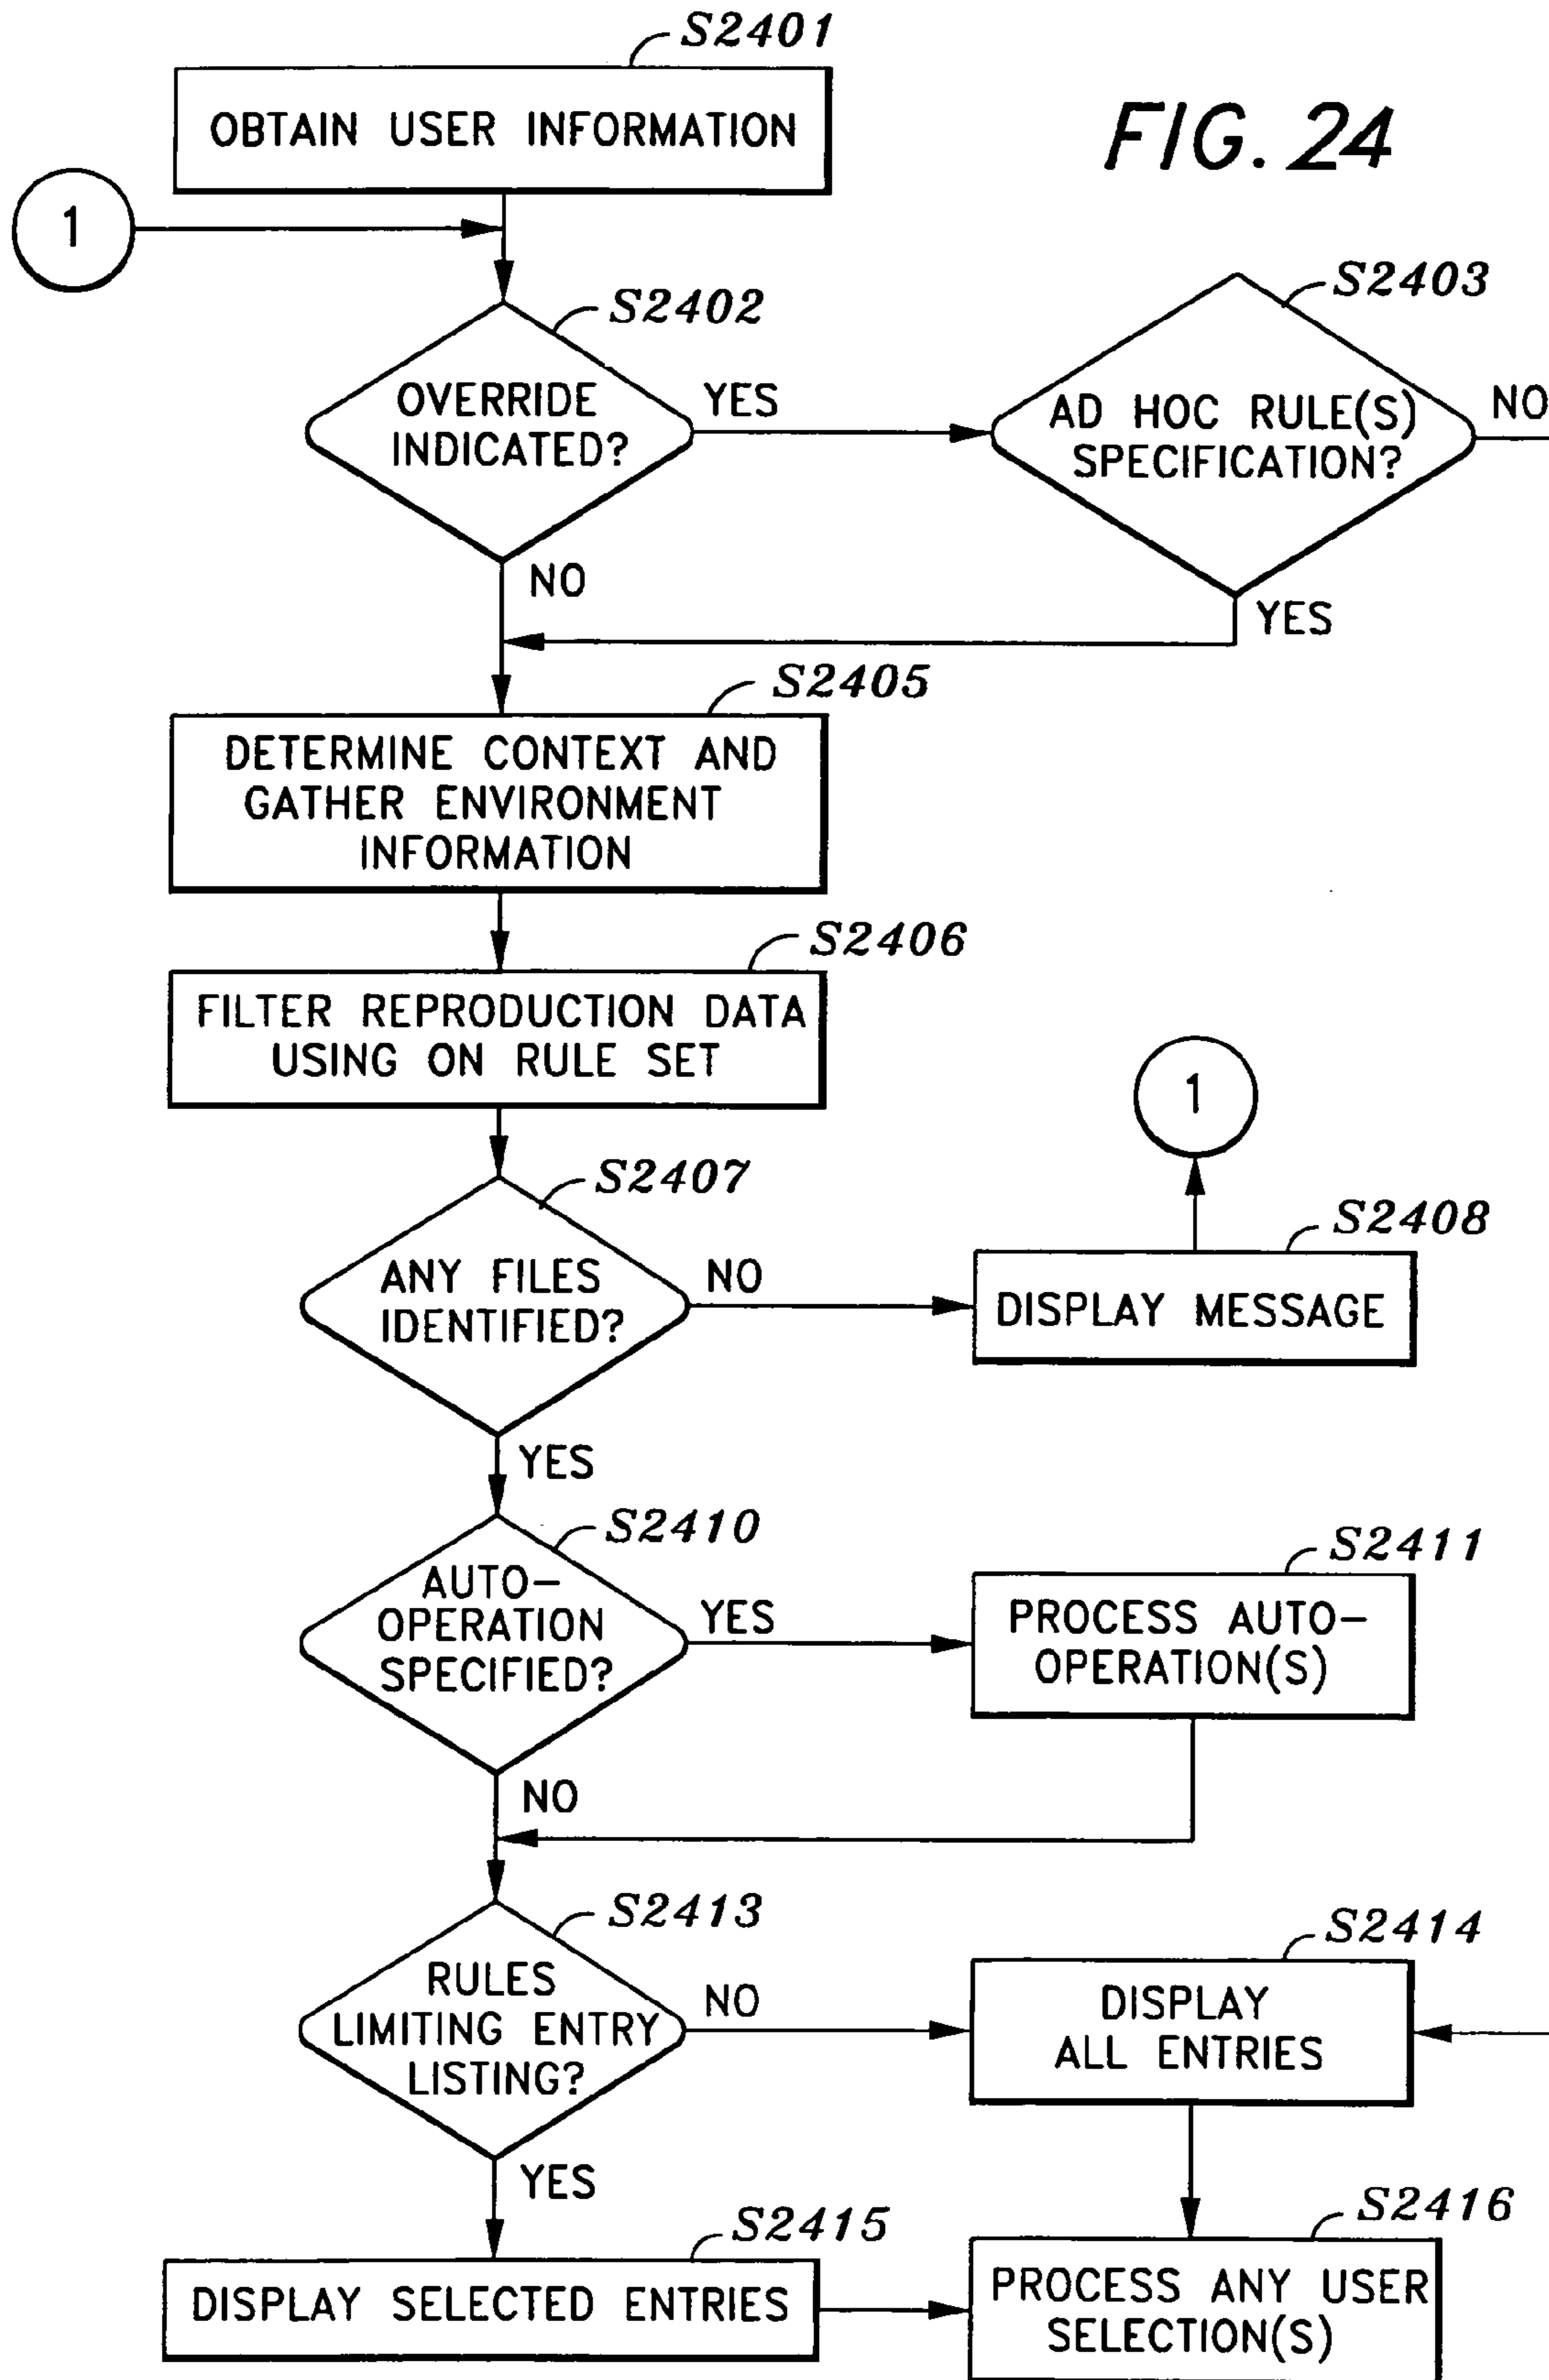 S2401
OBTAIN USER INFORMATION
FIG. 24
1
S2402
OVERRIDE
INDICATED?
YES
NO
S2403
AD HOC RULE(S)
SPECIFICATION?
NO
YES
S2405
DETERMINE CONTEXT AND
GATHER ENVIRONMENT
INFORMATION
S2406
FILTER REPRODUCTION DATA
USING ON RULE SET
1
S2407
ANY FILES
IDENTIFIED?
NO
YES
S2408
DISPLAY MESSAGE
S2410
AUTO-
OPERATION
SPECIFIED?
YES
NO
S2411
PROCESS AUTO-
OPERATION(S)
S2413
RULES
LIMITING ENTRY
LISTING?
NO
YES
S2414
DISPLAY
ALL ENTRIES
S2415
DISPLAY SELECTED ENTRIES
S2416
PROCESS ANY USER
SELECTION(S)